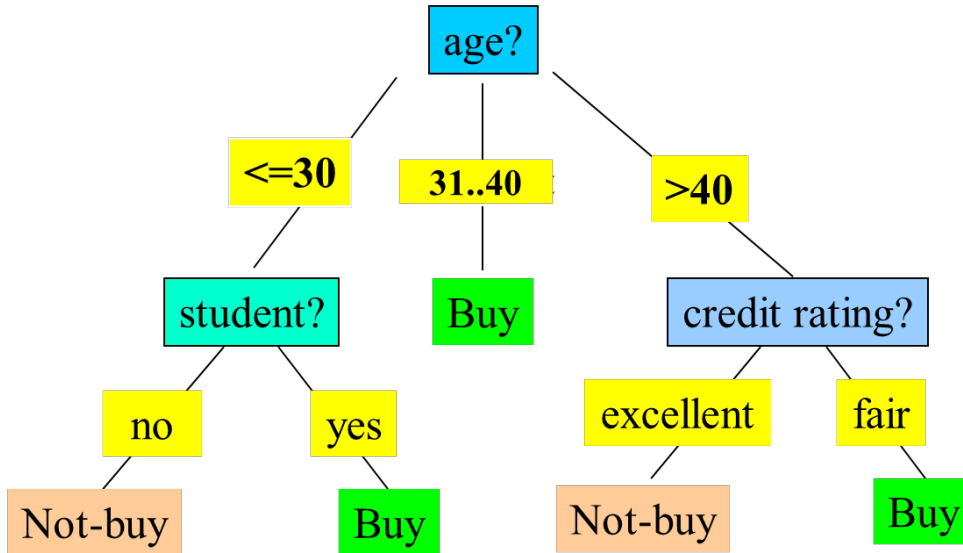 age?
<=30
31..40
>40
student?
Buy
credit rating?
no
yes
excellent
fair
Not-buy
Buy
Not-buy
Buy